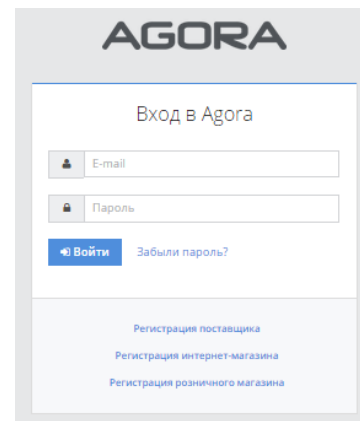 AGORA
Вход в Agora
E-mail
Пароль
Войти Забыли пароль?
Регистрация поставщика
Регистрация интернет-магазина
Регистрация розничного магазина